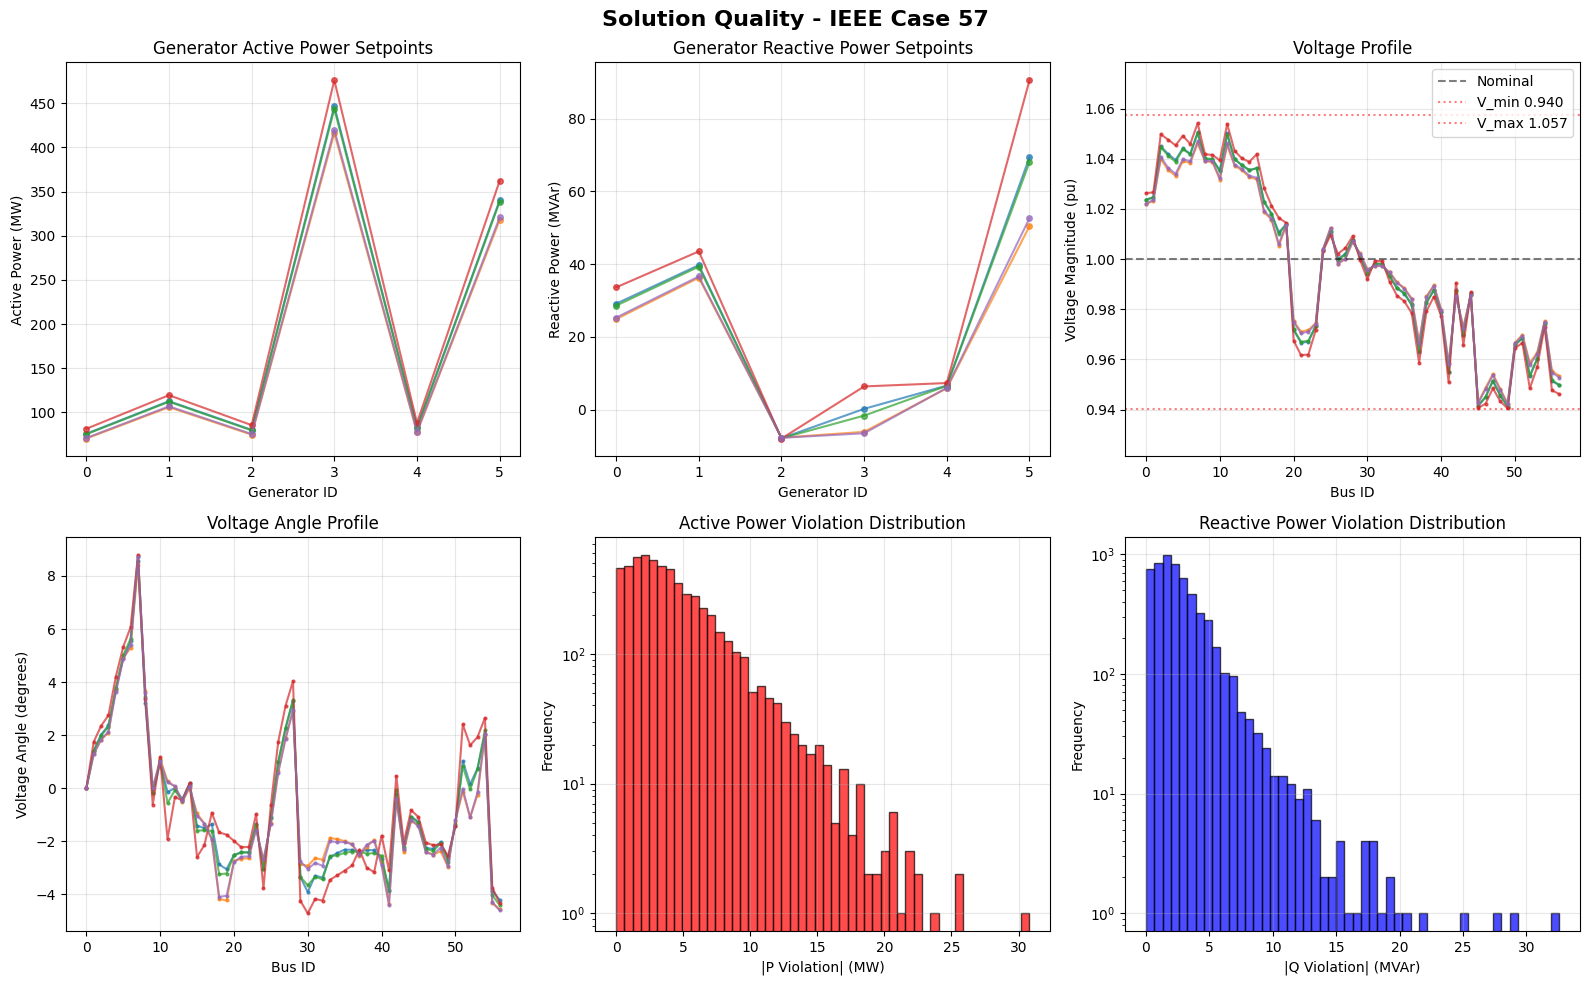 Solution Quality - IEEE Case 57
Generator Active Power Setpoints
Active Power (MW)
450
400
350
300
250
200
150
100
0 1 2 3 4 5
Generator ID
Generator Reactive Power Setpoints
Reactive Power (MVAr)
80
60
40
20
0
0 1 2 3 4 5
Generator ID
Voltage Profile
Voltage Magnitude (pu)
1.06
1.04
1.02
1.00
0.98
0.96
0.94
Nominal
V_min 0.940
V_max 1.057
0 10 20 30 40 50
Bus ID
Voltage Angle Profile
Voltage Angle (degrees)
8
6
4
2
0
−2
−4
0 10 20 30 40 50
Bus ID
Active Power Violation Distribution
Frequency
10²
10¹
10⁰
0 5 10 15 20 25 30
|P Violation| (MW)
Reactive Power Violation Distribution
Frequency
10³
10²
10¹
10⁰
0 5 10 15 20 25 30
|Q Violation| (MVAr)